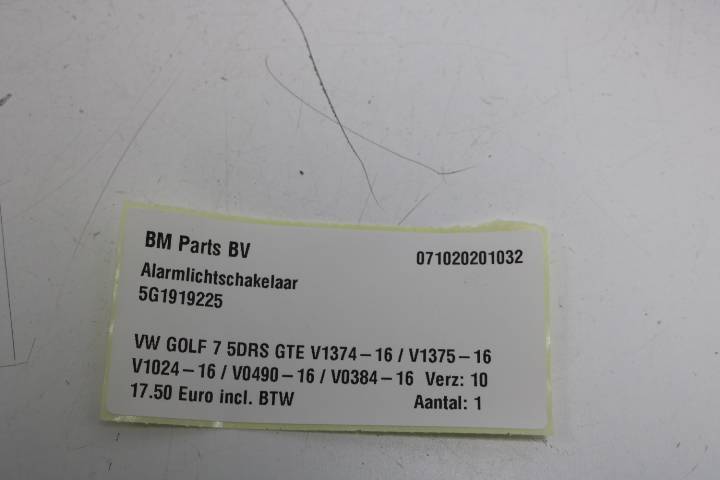 BM Parts BV 071020201032
Alarmlichtschakelaar
5G1919225
VW GOLF 7 5DRS GTE V1374-16 / V1375-16
V1024-16 / V0490-16 / V0384-16 Verz: 10
17.50 Euro incl. BTW Aantal: 1